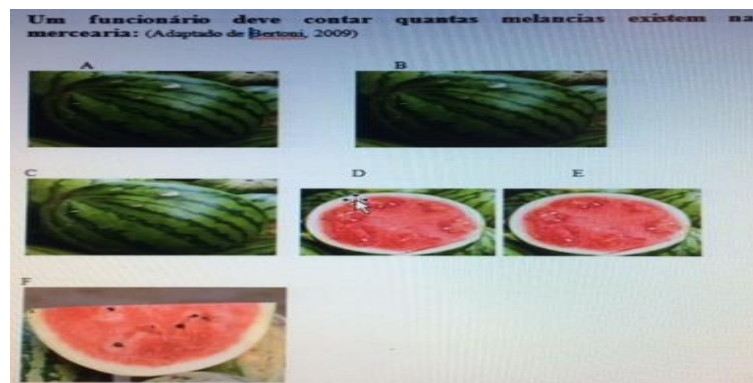 Um funcionário deve contar quantas melancias existem na
mercearia: (Adaptado de Bertoni, 2009)
A B
C D E
F